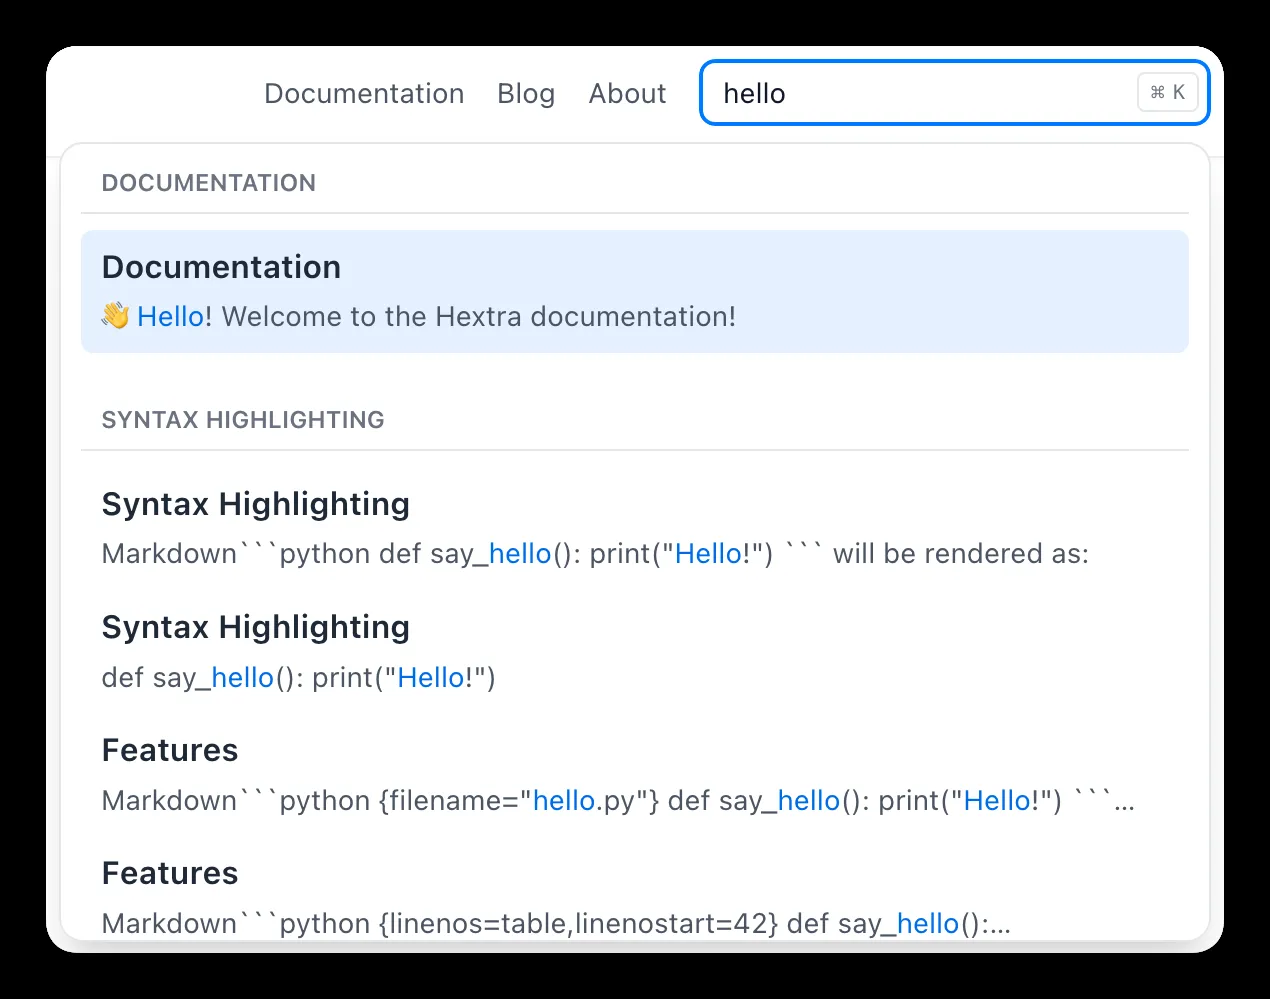 Documentation Blog About hello ⌘ K
DOCUMENTATION
Documentation
👋 Hello! Welcome to the Hextra documentation!
SYNTAX HIGHLIGHTING
Syntax Highlighting
Markdown```python def say_hello(): print("Hello!") ``` will be rendered as:
Syntax Highlighting
def say_hello(): print("Hello!")
Features
Markdown```python {filename="hello.py"} def say_hello(): print("Hello!") ```...
Features
Markdown```python {linenos=table,linenostart=42} def say_hello():...